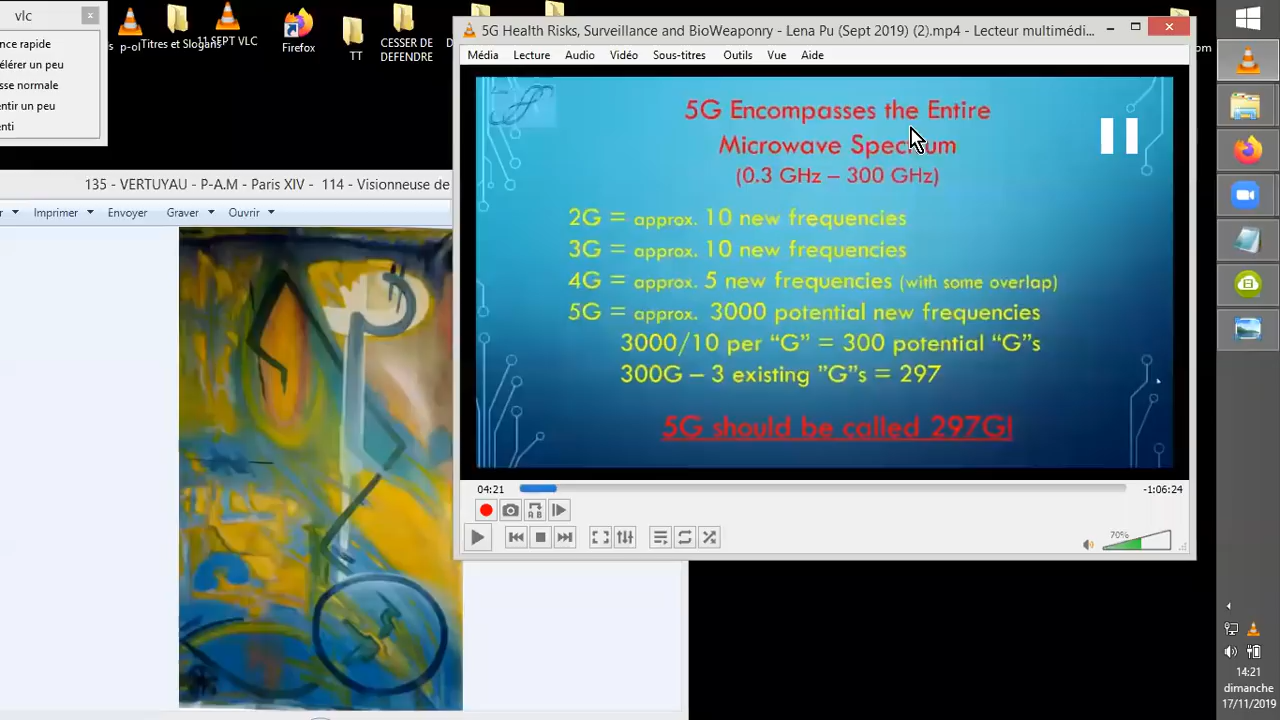 vlc
nce rapide
élérer un peu
sse normale
entir un peu
enti
p-ol
Titres et Slogans
11 SEPT VLC
Firefox
TT
CESSER DE
DEFENDRE
om
135 - VERTUYAU - P-A.M - Paris XIV - 114 - Visionneuse de
Imprimer
Envoyer
Graver
Ouvrir
5G Health Risks, Surveillance and BioWeaponry - Lena Pu (Sept 2019) (2).mp4 - Lecteur multimédi...
Média Lecture Audio Vidéo Sous-titres Outils Vue Aide
5G Encompasses the Entire
Microwave Spectrum
(0.3 GHz – 300 GHz)
2G = approx. 10 new frequencies
3G = approx. 10 new frequencies
4G = approx. 5 new frequencies (with some overlap)
5G = approx. 3000 potential new frequencies
3000/10 per “G” = 300 potential “G”s
300G – 3 existing ”G”s = 297
5G should be called 297G!
04:21
-1:06:24
70%
14:21
dimanche
17/11/2019